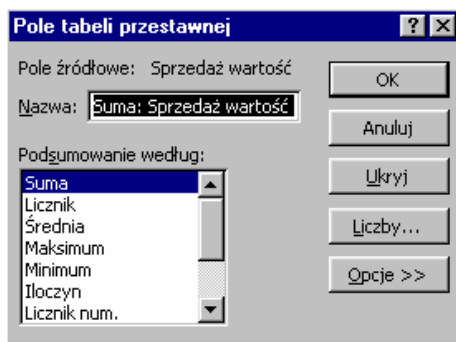 Pole tabeli przestawnej
Pole źródłowe: Sprzedaż wartość
OK
Nazwa: Suma: Sprzedaż wartość
Anuluj
Podsumowanie według:
Suma
Ukryj
Licznik
Średnia
Liczby...
Maksimum
Minimum
Opcje >>
Iloczyn
Licznik num.